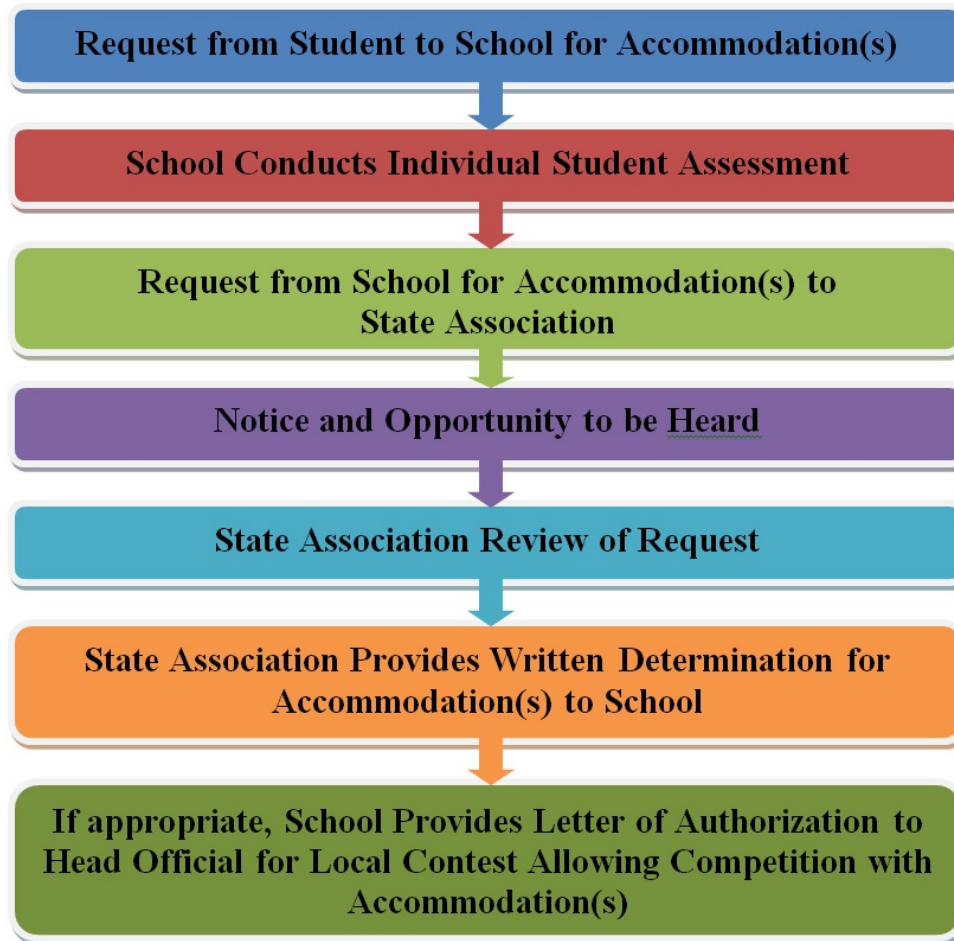 Request from Student to School for Accommodation(s)
School Conducts Individual Student Assessment
Request from School for Accommodation(s) to
State Association
Notice and Opportunity to be Heard
State Association Review of Request
State Association Provides Written Determination for
Accommodation(s) to School
If appropriate, School Provides Letter of Authorization to
Head Official for Local Contest Allowing Competition with
Accommodation(s)